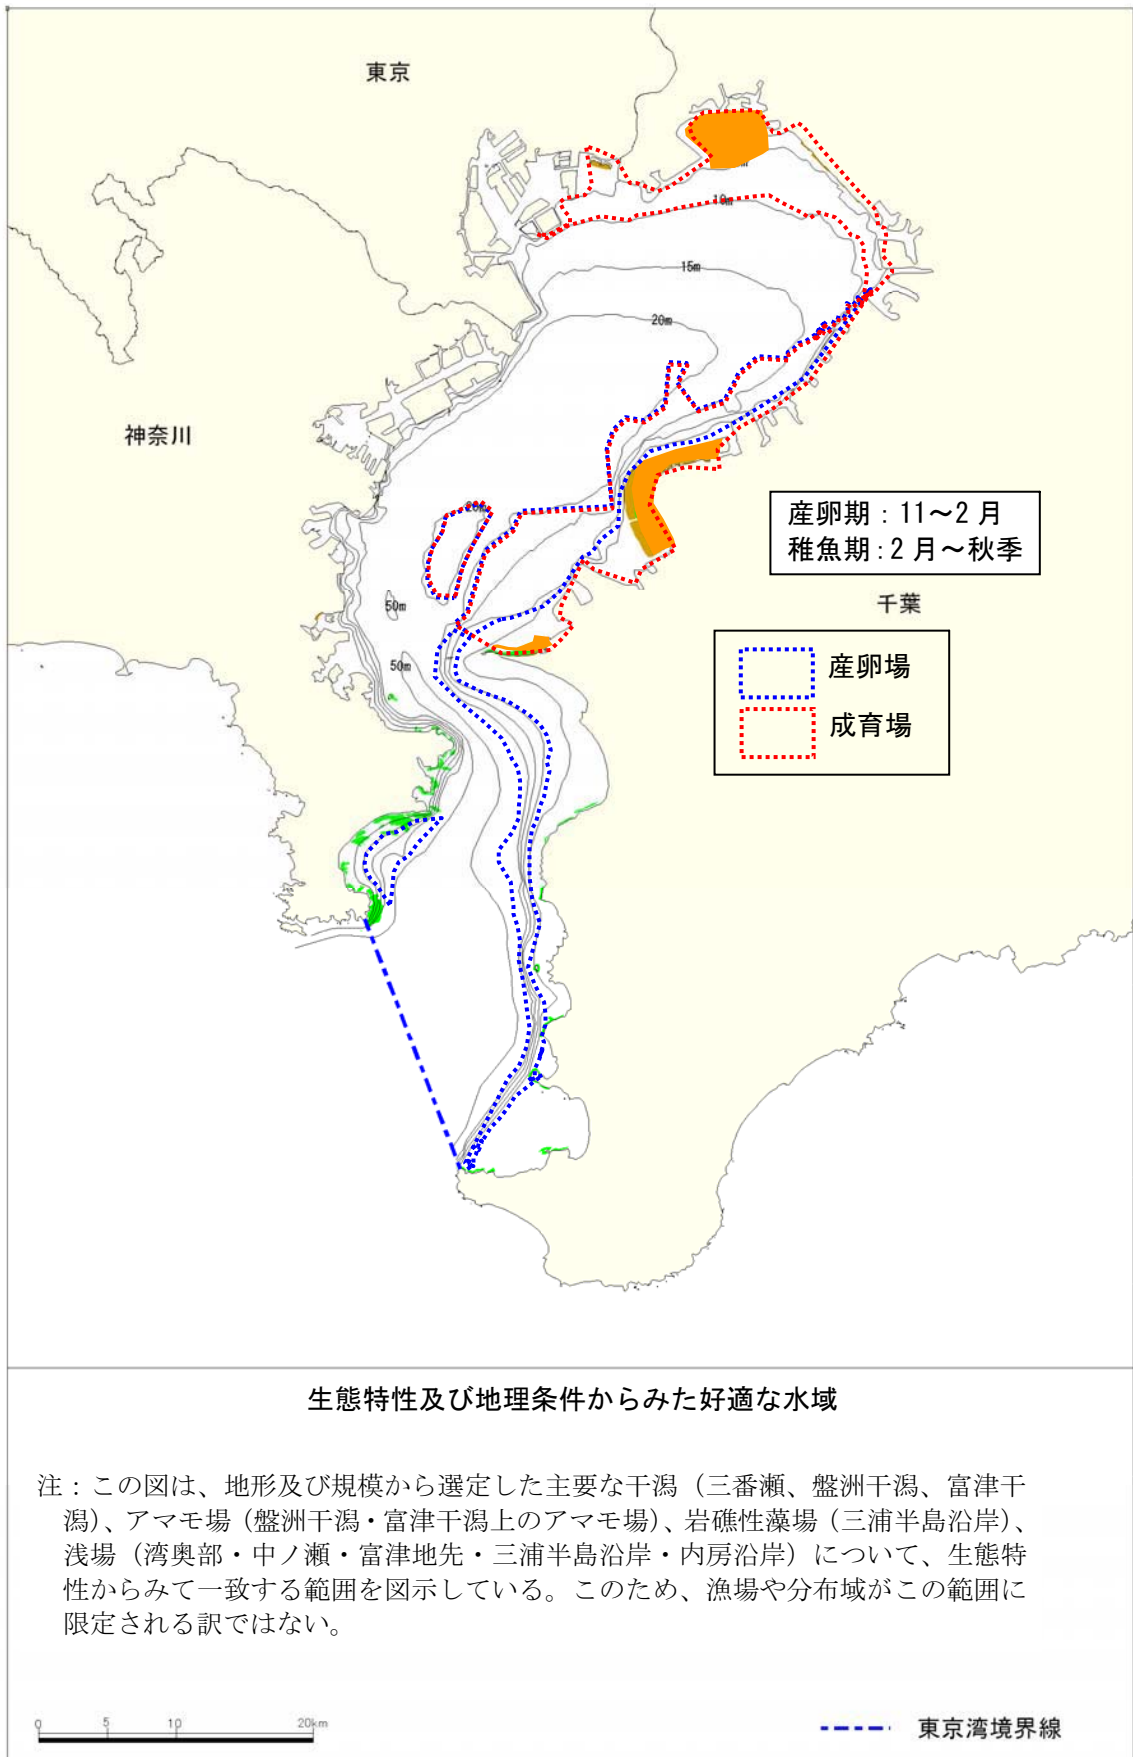 東京
10m
15m
20m
神奈川
20m
産卵期：11～2 月
稚魚期：2 月～秋季
50m
千葉
50m
産卵場
成育場
生態特性及び地理条件からみた好適な水域
注：この図は、地形及び規模から選定した主要な干潟（三番瀬、盤洲干潟、富津干
潟）、アマモ場（盤洲干潟・富津干潟上のアマモ場）、岩礁性藻場（三浦半島沿岸）、
浅場（湾奥部・中ノ瀬・富津地先・三浦半島沿岸・内房沿岸）について、生態特
性からみて一致する範囲を図示している。このため、漁場や分布域がこの範囲に
限定される訳ではない。
0 5 10 20km
東京湾境界線